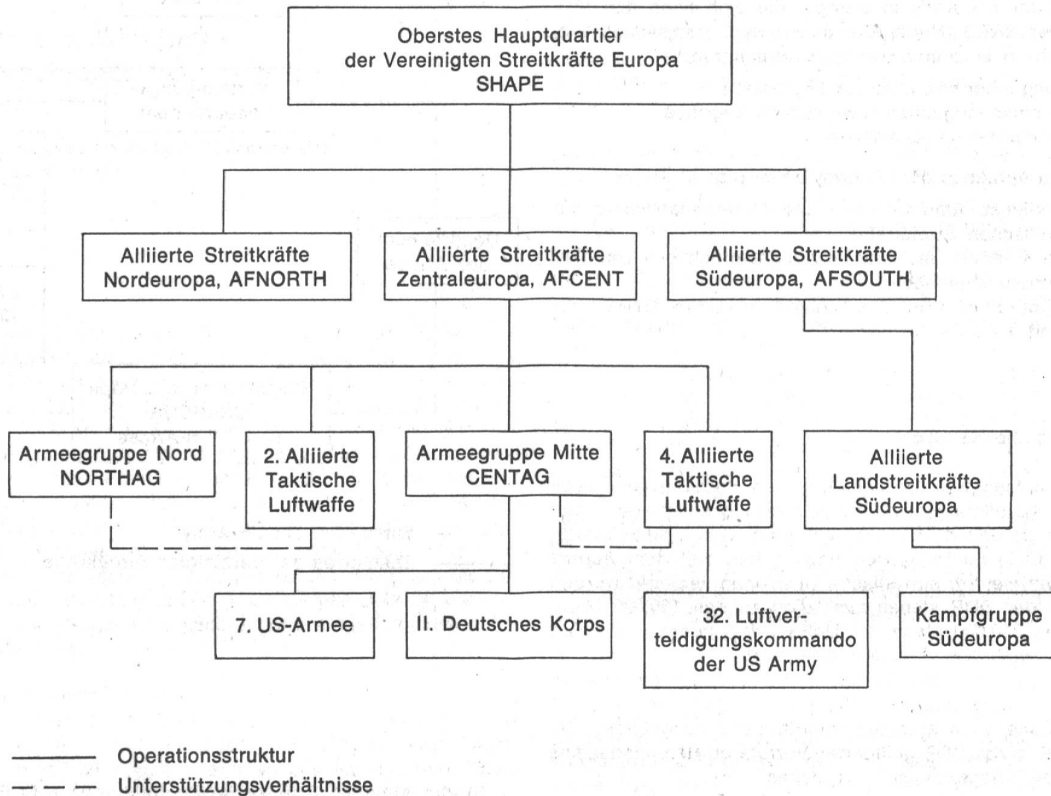 Oberstes Hauptquartier
der Vereinigten Streitkräfte Europa
SHAPE
Alliierte Streitkräfte
Nordeuropa, AFNORTH
Alliierte Streitkräfte
Zentraleuropa, AFCENT
Alliierte Streitkräfte
Südeuropa, AFSOUTH
Armeegruppe Nord
NORTHAG
2. Alliierte
Taktische
Luftwaffe
Armeegruppe Mitte
CENTAG
4. Alliierte
Taktische
Luftwaffe
Alliierte
Landstreitkräfte
Südeuropa
7. US-Armee
II. Deutsches Korps
32. Luftver-
teidigungskommando
der US Army
Kampfgruppe
Südeuropa
Operationsstruktur
Unterstützungsverhältnisse